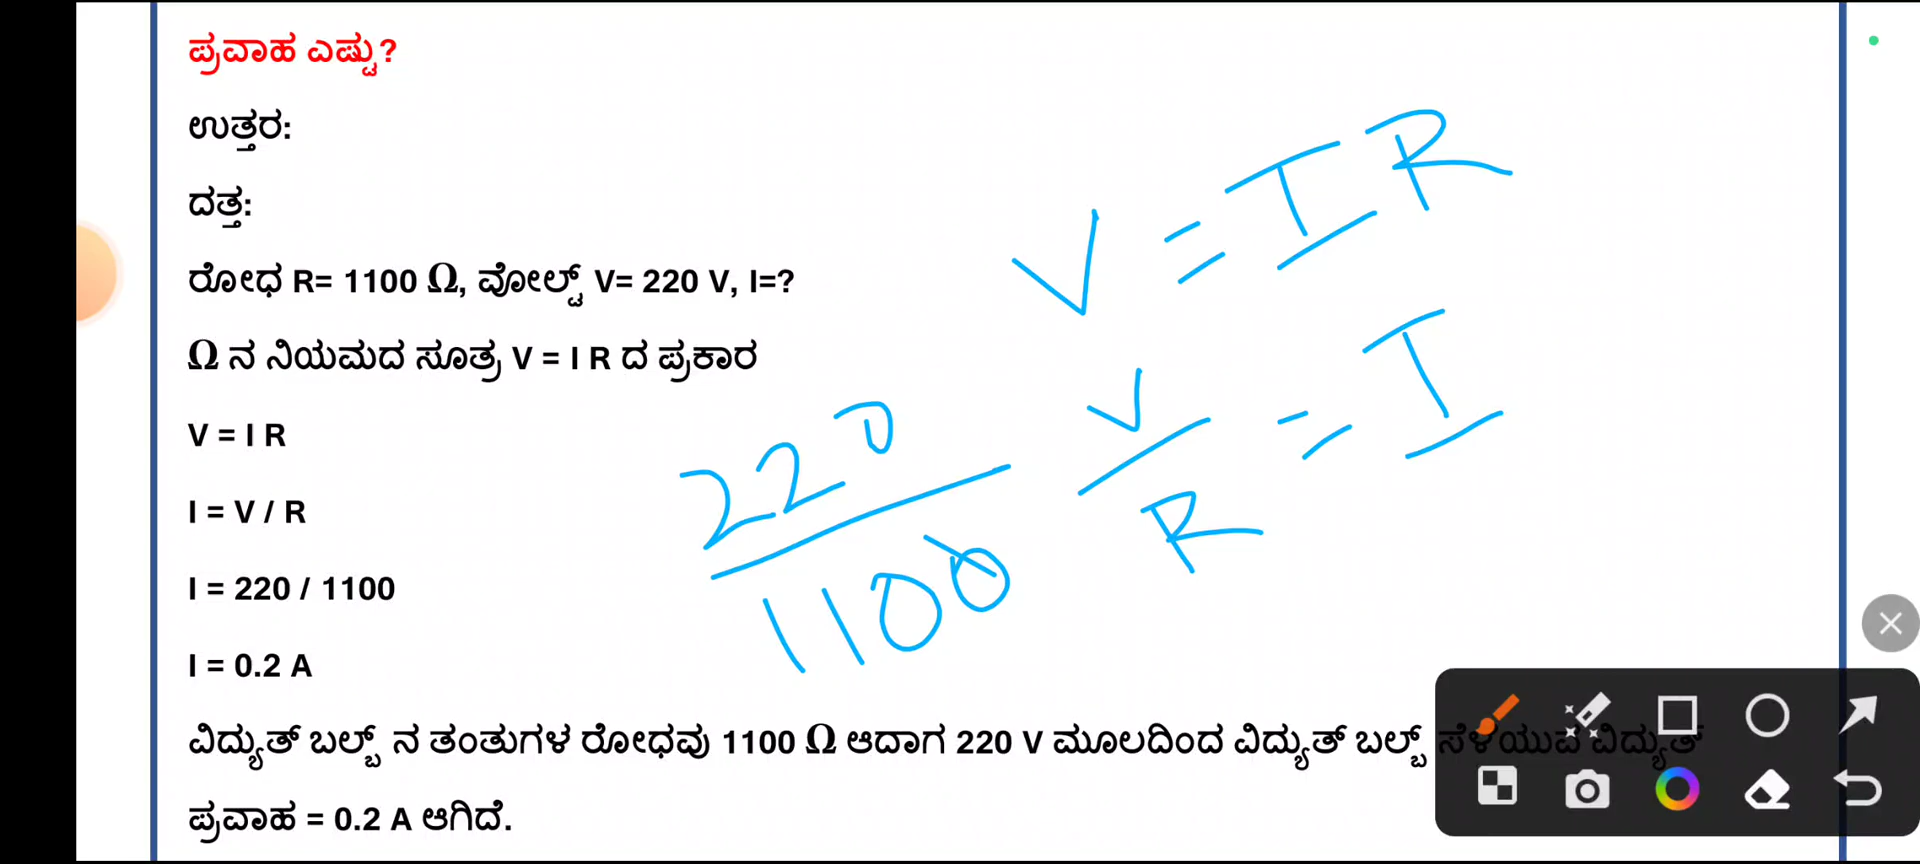 ಪ್ರವಾಹ ಎಷ್ಟು?
ಉತ್ತರ:
ದತ್ತ:
ರೋಧ R= 1100 Ω, ವೋಲ್ಟ್ V= 220 V, I=?
Ω ನ ನಿಯಮದ ಸೂತ್ರ V = I R ದ ಪ್ರಕಾರ
V = I R
I = V / R
I = 220 / 1100
I = 0.2 A
ವಿದ್ಯುತ್ ಬಲ್ಬ್ ನ ತಂತುಗಳ ರೋಧವು 1100 Ω ಆದಾಗ 220 V ಮೂಲದಿಂದ ವಿದ್ಯುತ್ ಬಲ್ಬ್ ಸೆಳೆಯುವ ವಿದ್ಯುತ್
ಪ್ರವಾಹ = 0.2 A ಆಗಿದೆ.
V = I R
V
R
= I
220
1100